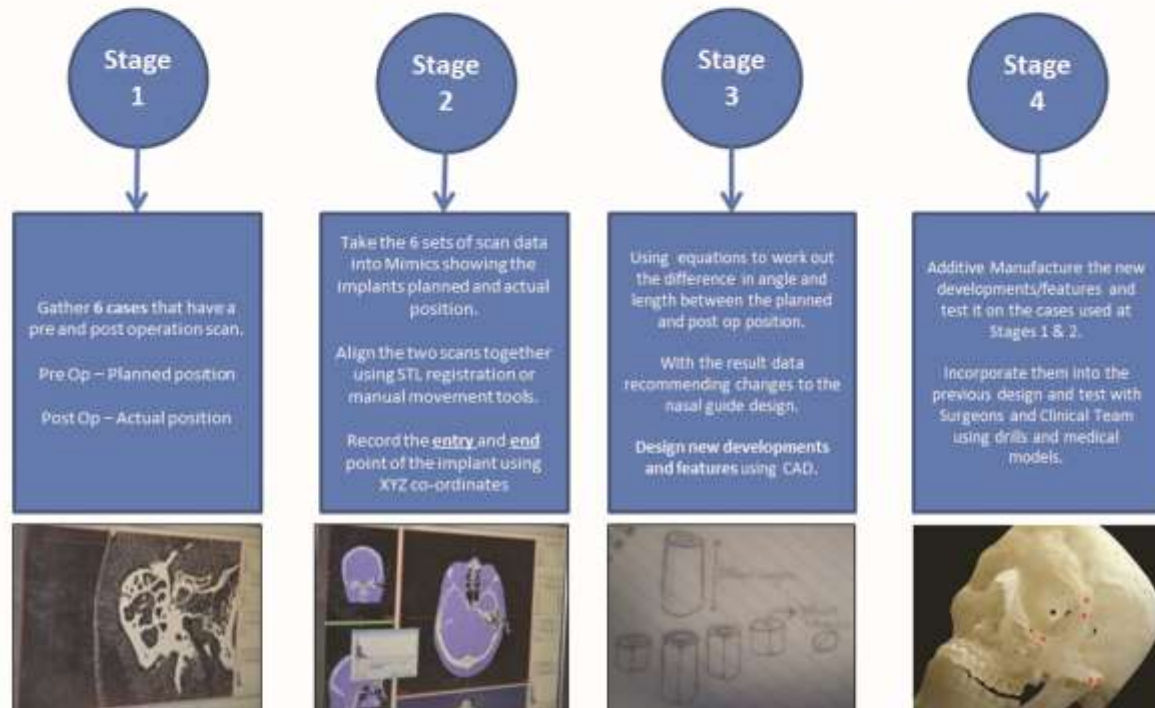 Stage
1
Gather 6 cases that have a
pre and post operation scan.
Pre Op – Planned position
Post Op – Actual position
Stage
2
Take the 6 sets of scan data
into Mimics showing the
implants planned and actual
position.
Align the two scans together
using STL registration or
manual movement tools.
Record the entry and end
point of the implant using
XYZ co-ordinates
Stage
3
Using equations to work out
the difference in angle and
length between the planned
and post op position.
With the result data
recommending changes to the
nasal guide design.
Design new developments
and features using CAD.
Stage
4
Additive Manufacture the new
developments/features and
test it on the cases used at
Stages 1 & 2.
Incorporate them into the
previous design and test with
Surgeons and Clinical Team
using drills and medical
models.